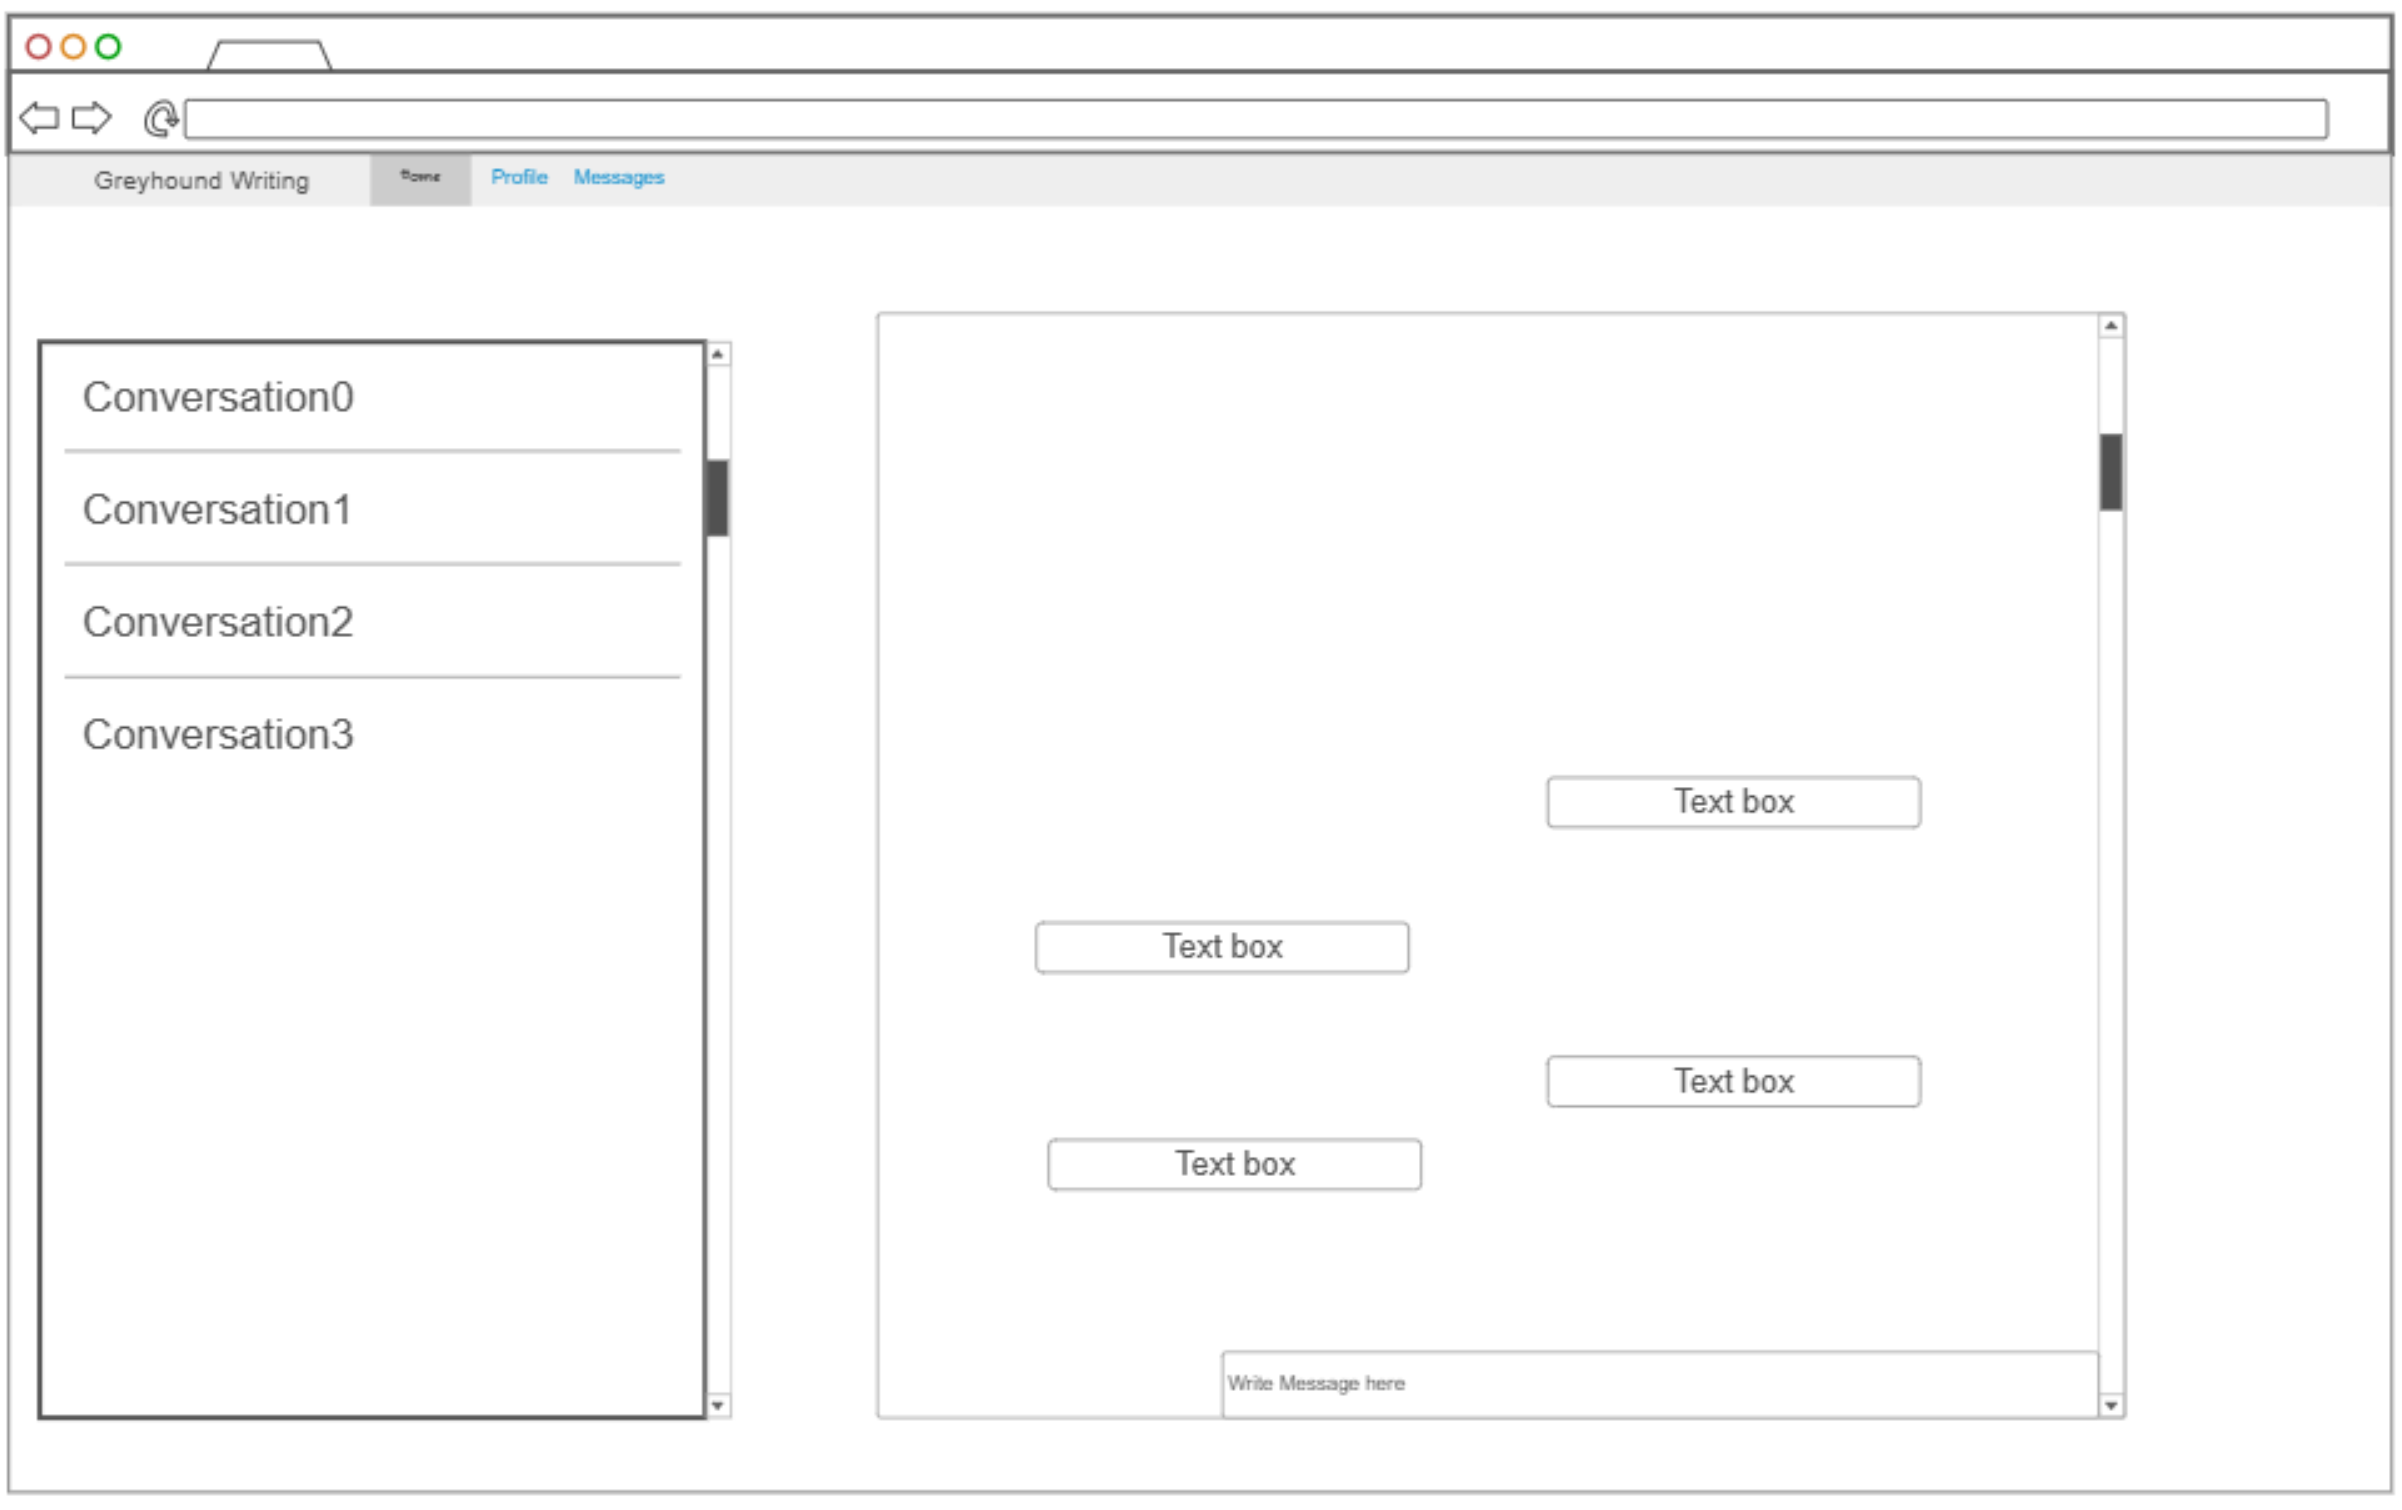 Greyhound Writing Home Profile Messages
Conversation0
Conversation1
Conversation2
Conversation3
Text box
Text box
Text box
Text box
Write Message here